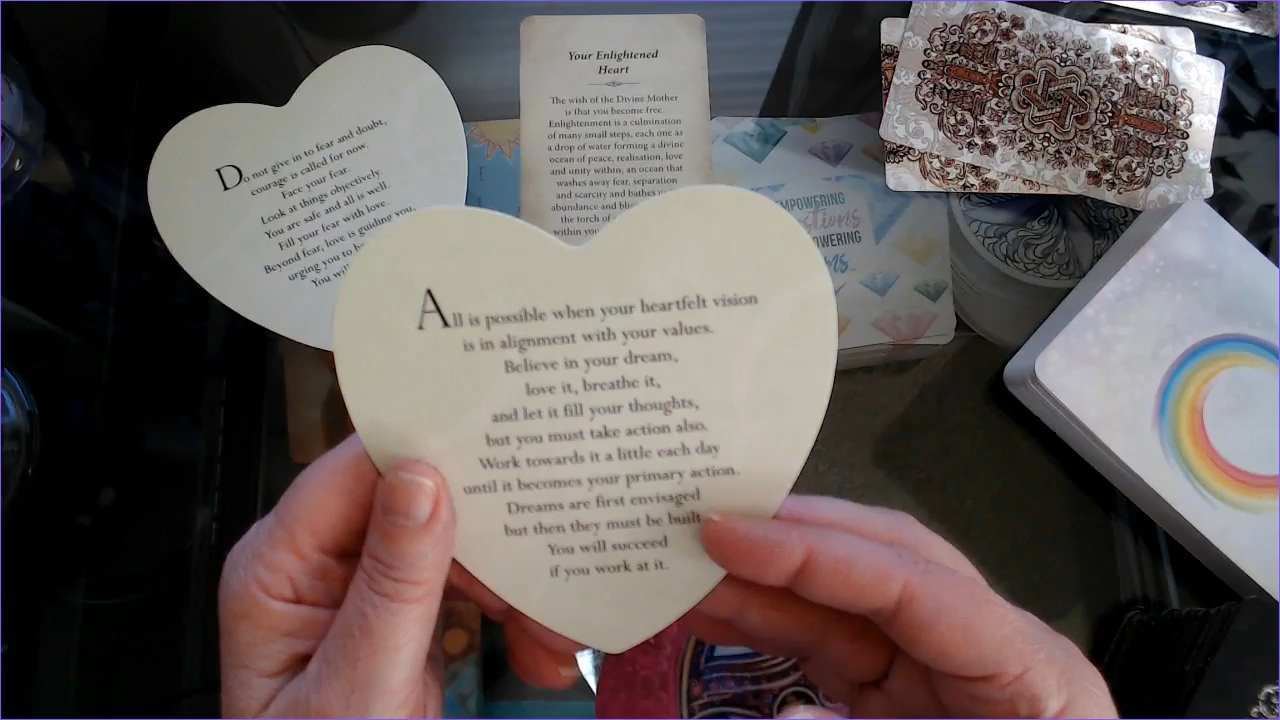 Do not give in to fear and doubt,
courage is called for now.
Face your fear.
Look at things objectively.
You are safe and all is well.
Fill your fear with love.
Beyond fear, love is guiding you,
urging you to
You
Your Enlightened
Heart
The wish of the Divine Mother
is that you become free.
Enlightenment is a culmination
of many small steps, each one as
a drop of water forming a divine
ocean of peace, realisation, love
and unity within, an ocean that
washes away fear, separation
and scarcity and bathes
abundance and
the torch of
within
EMPOWERING
All is possible when your heartfelt vision
is in alignment with your values.
Believe in your dream,
love it, breathe it,
and let it fill your thoughts,
but you must take action also.
Work towards it a little each day
until it becomes your primary action.
Dreams are first envisaged
but then they must be built.
You will succeed
if you work at it.